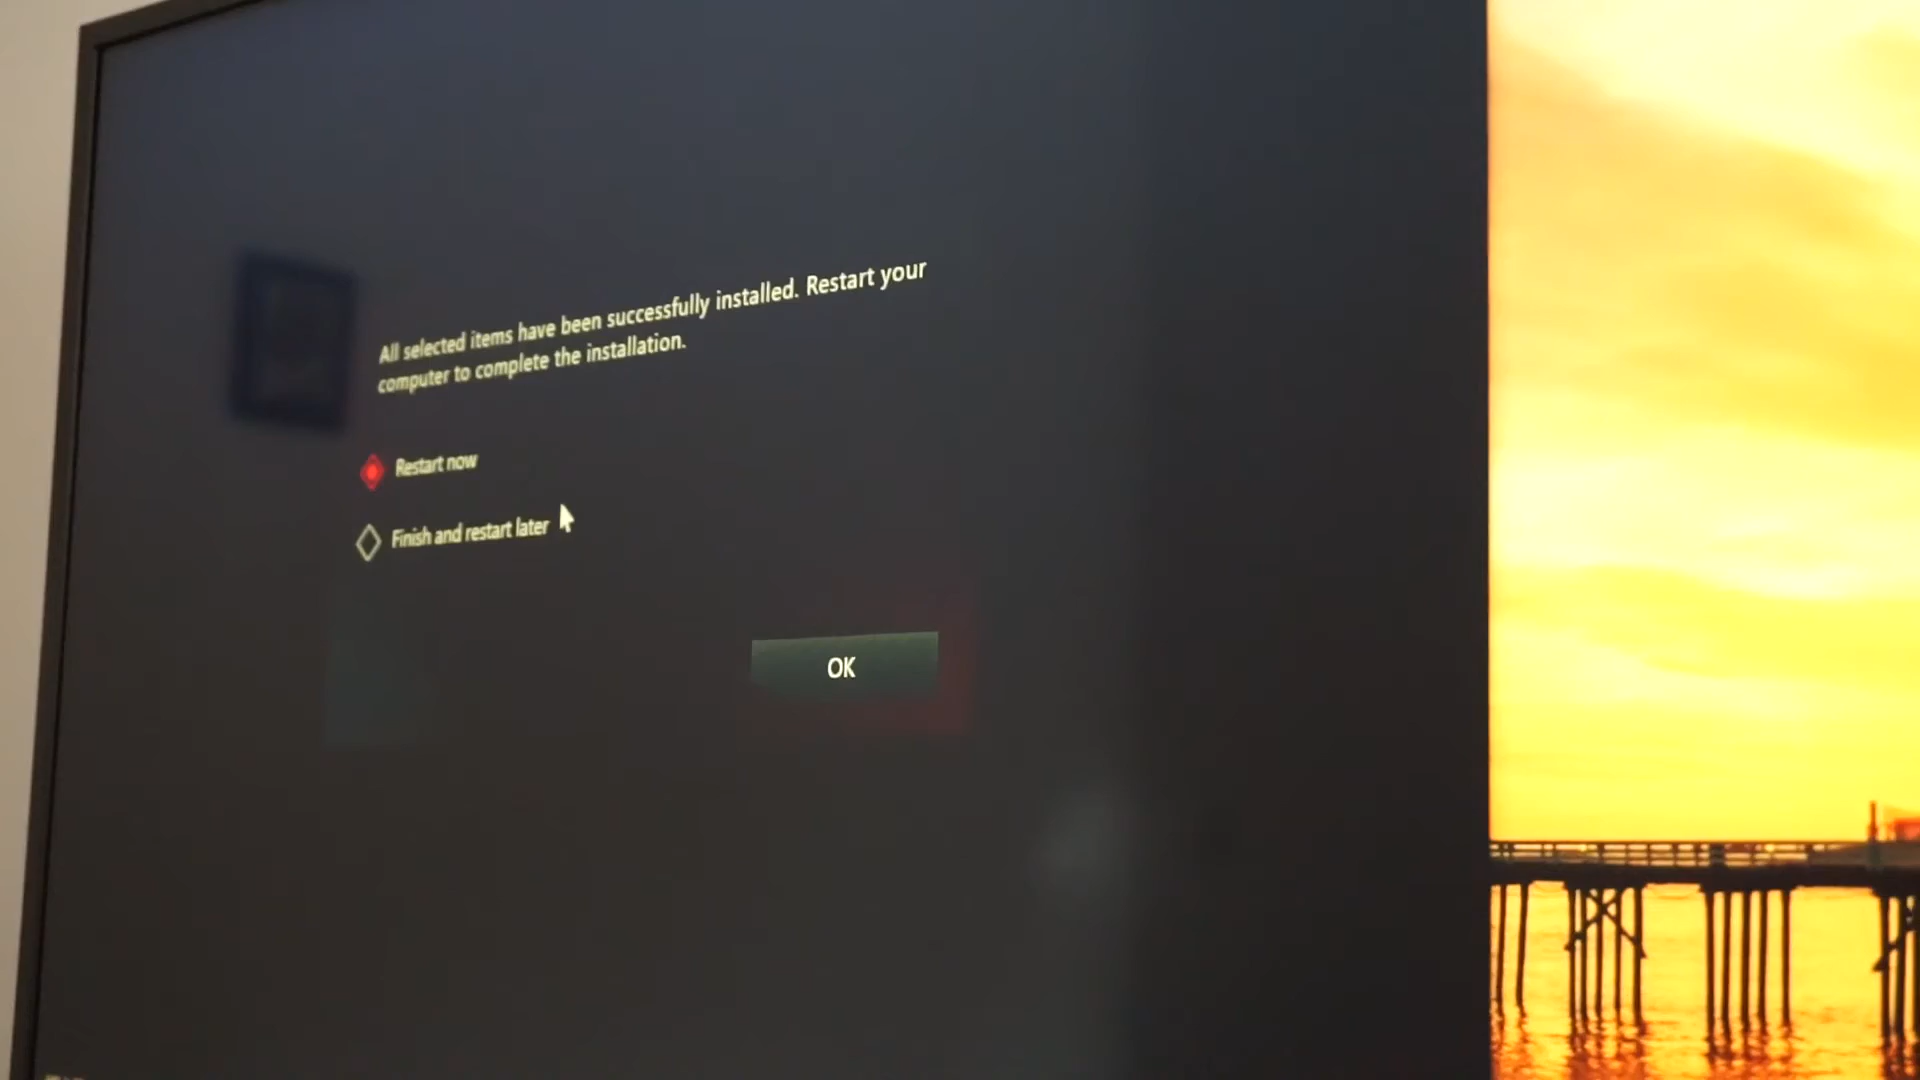 All selected items have been successfully installed. Restart your
computer to complete the installation.
Restart now
Finish and restart later
OK